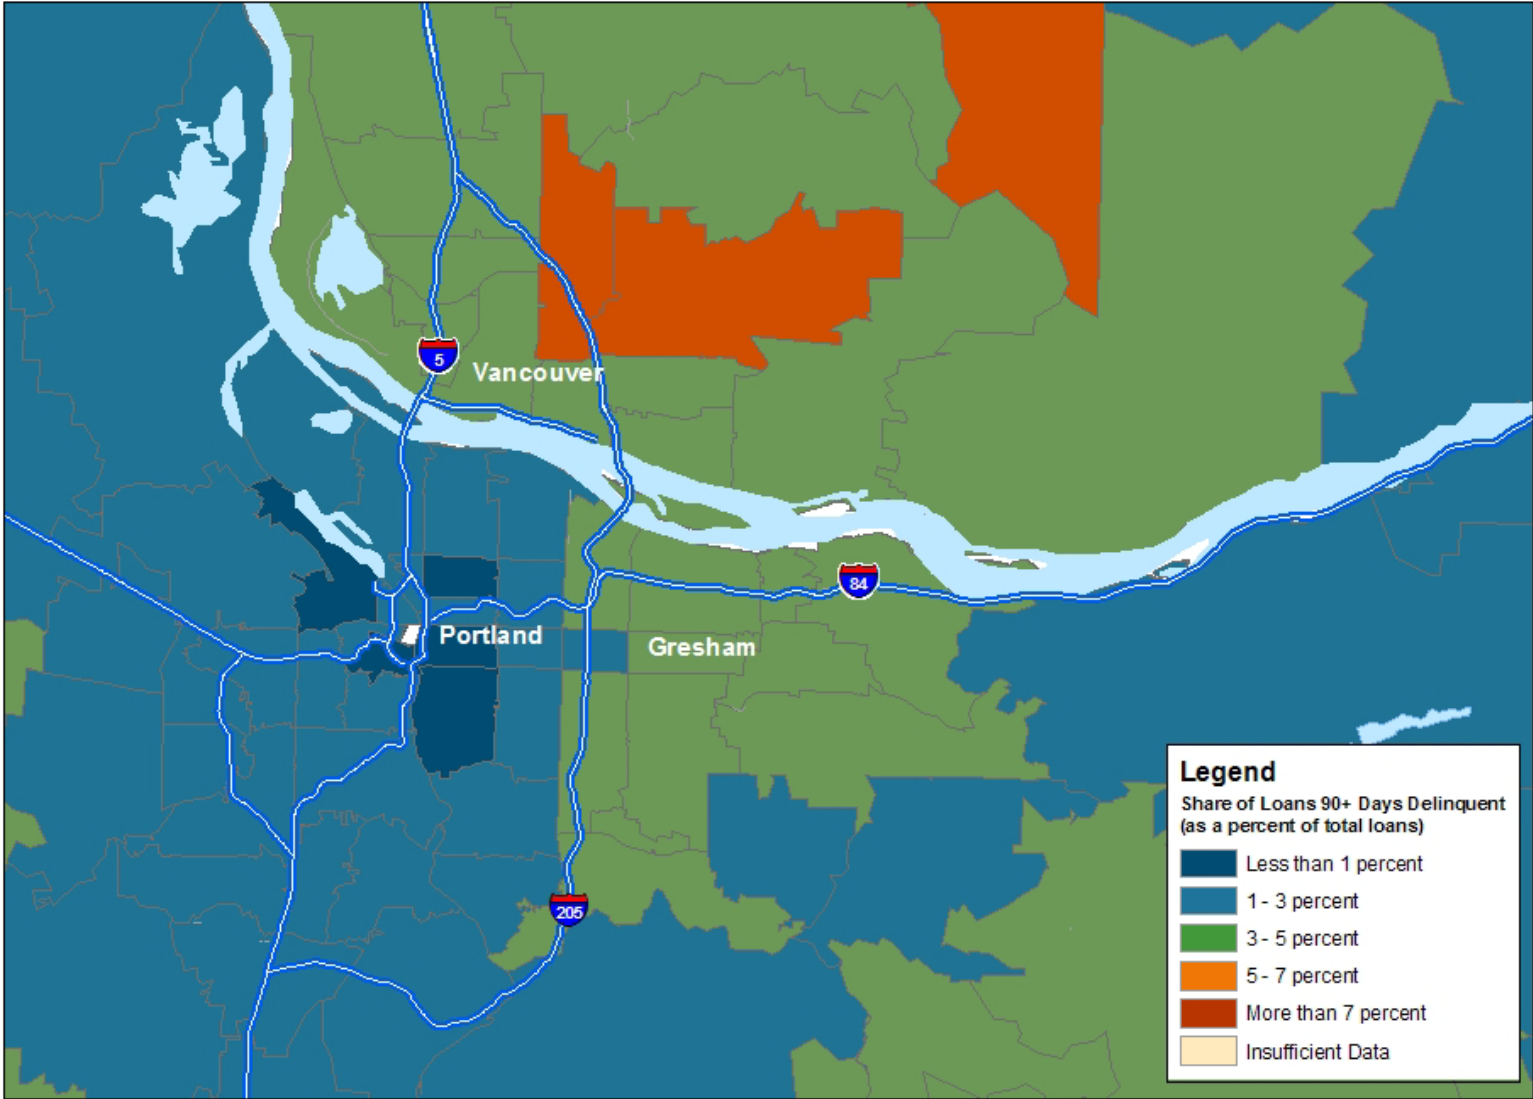 5
Vancouver
84
Portland
Gresham
205
Legend
Share of Loans 90+ Days Delinquent
(as a percent of total loans)
Less than 1 percent
1 - 3 percent
3 - 5 percent
5 - 7 percent
More than 7 percent
Insufficient Data